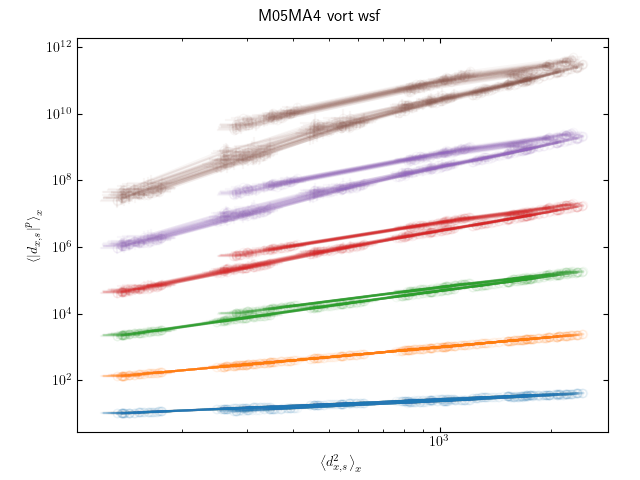 M05MA4 vort wsf
10^{12}
10^{10}
10^{8}
10^{6}
10^{4}
10^{2}
⟨|d_{x,s}|^p⟩_x
10^3
⟨d_{x,s}^2⟩_x